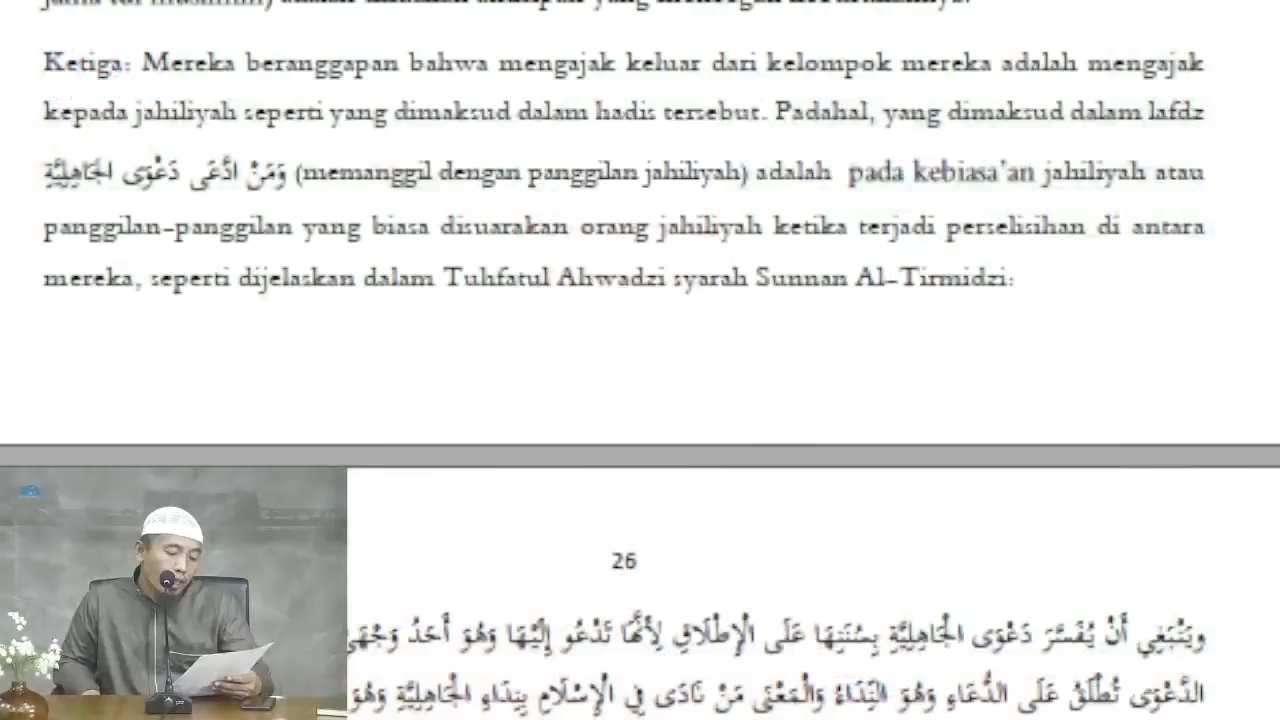 Ketiga: Mereka beranggapan bahwa mengajak keluar dari kelompok mereka adalah mengajak
kepada jahiliyah seperti yang dimaksud dalam hadis tersebut. Padahal, yang dimaksud dalam lafdz
وَمَنْ ادَّعَى دَعْوَى الْجَاهِلِيَّةِ (memanggil dengan panggilan jahiliyah) adalah pada kebiasa'an jahiliyah atau
panggilan-panggilan yang biasa disuarakan orang jahiliyah ketika terjadi perselisihan di antara
mereka, seperti dijelaskan dalam Tuhfatul Ahwadzi syarah Sunnan Al-Tirmidzi:
26
وَيَنْبَغِي أَنْ يُفَسَّرَ دَعْوَى الْجَاهِلِيَّةِ بِسُنَنِهَا عَلَى الْإِطْلَاقِ لِأَنَّهَا تَدْعُو إِلَيْهَا وَهُوَ أَحَدُ وَجْهَيْ
الدَّعْوَى تُطْلَقُ عَلَى الدُّعَاءِ وَهُوَ النِّدَاءُ وَالْمَعْنَى مَنْ نَادَى فِي الْإِسْلَامِ بِنِدَاءِ الْجَاهِلِيَّةِ وَهُوَ